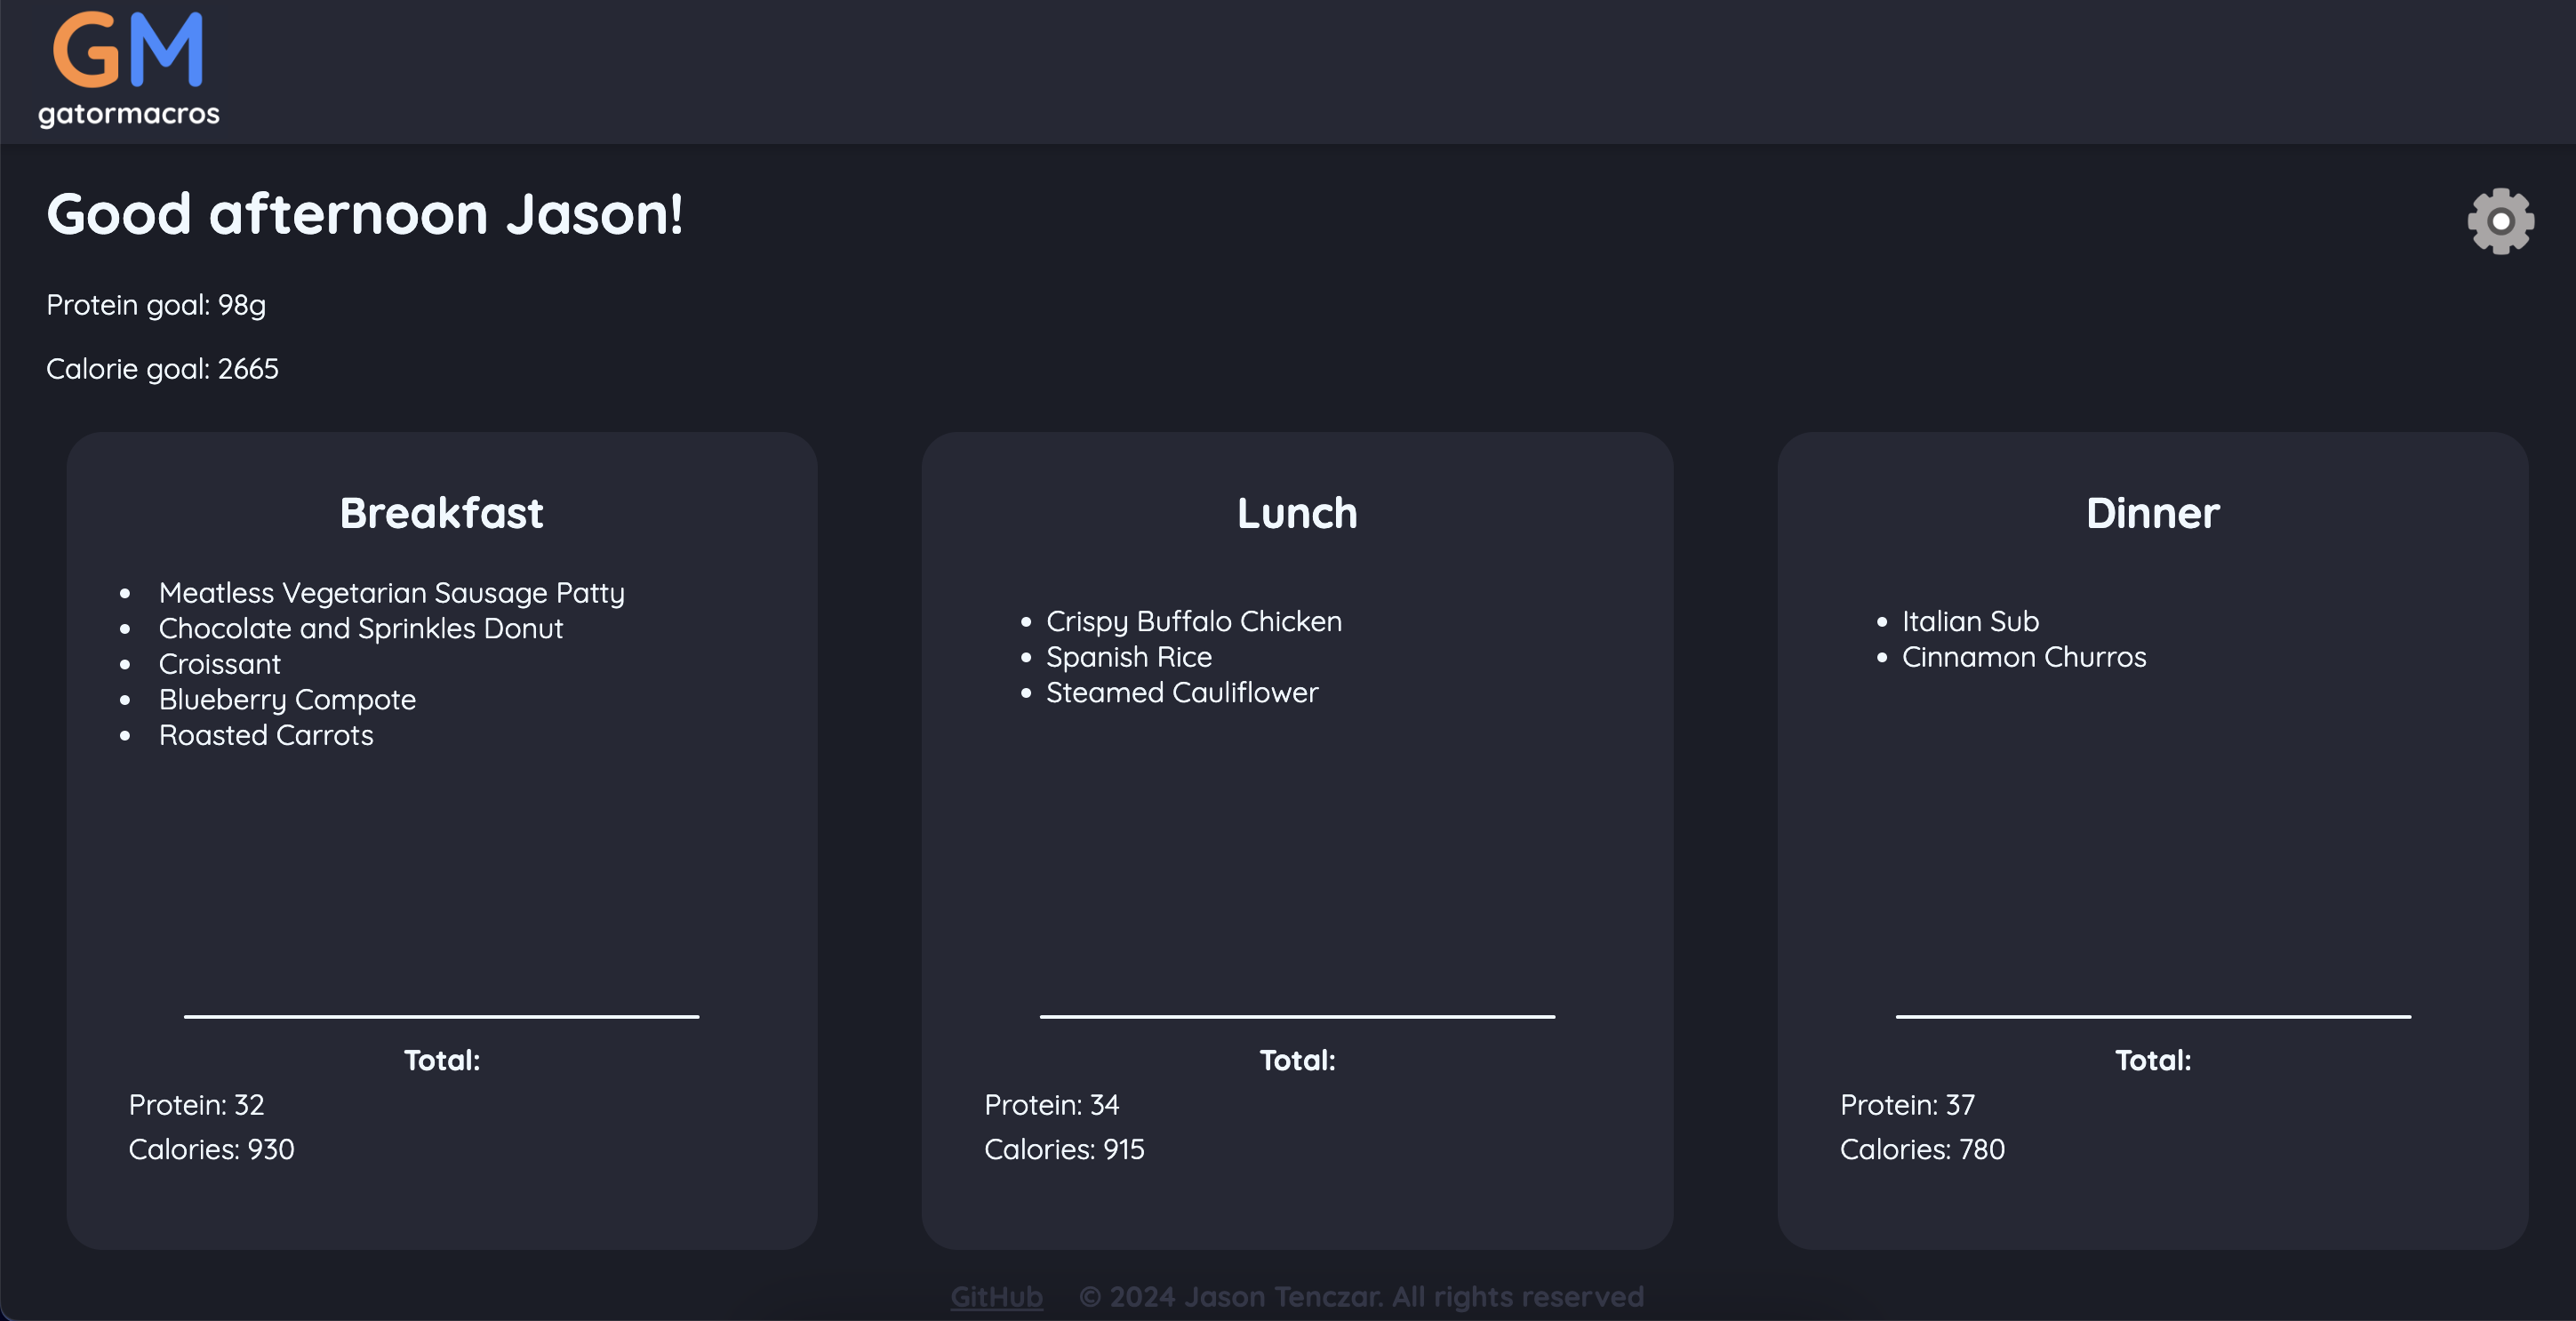 GM
gatormacros
Good afternoon Jason!
Protein goal: 98g
Calorie goal: 2665
Breakfast
Meatless Vegetarian Sausage Patty
Chocolate and Sprinkles Donut
Croissant
Blueberry Compote
Roasted Carrots
Total:
Protein: 32
Calories: 930
Lunch
Crispy Buffalo Chicken
Spanish Rice
Steamed Cauliflower
Total:
Protein: 34
Calories: 915
Dinner
Italian Sub
Cinnamon Churros
Total:
Protein: 37
Calories: 780
GitHub © 2024 Jason Tenczar. All rights reserved